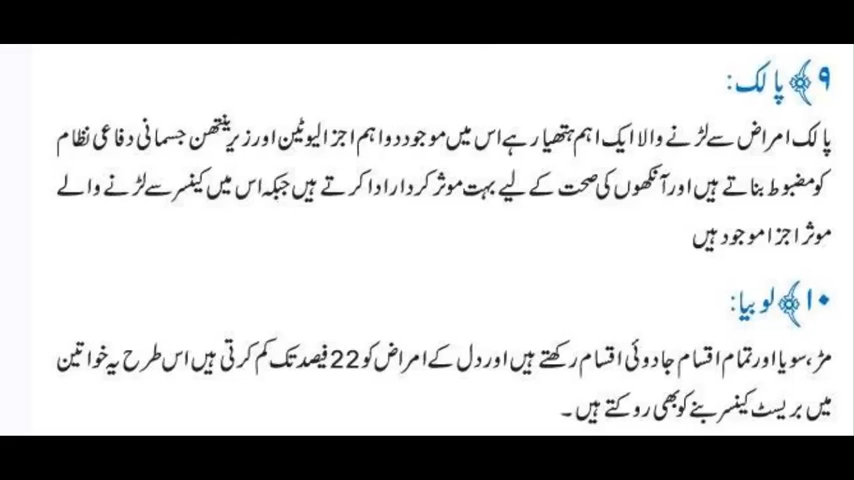 ۹﴾ پالک:
پالک امراض سے لڑنے والا ایک اہم ہتھیار ہے اس میں موجود دو اہم اجزا لیوٹین اور زیرینتھن جسمانی دفاعی نظام
کو مضبوط بناتے ہیں اور آنکھوں کی صحت کے لیے بہت موثر کردار ادا کرتے ہیں جبکہ اس میں کینسر سے لڑنے والے
موثر اجزا موجود ہیں
۱۰﴾ لوبیا:
مڑ، سویا اور تمام اقسام جادوئی اقسام رکھتے ہیں اور دل کے امراض کو 22 فیصد تک کم کرتی ہیں اس طرح یہ خواتین
میں بریسٹ کینسر بنے کو بھی روکتے ہیں۔